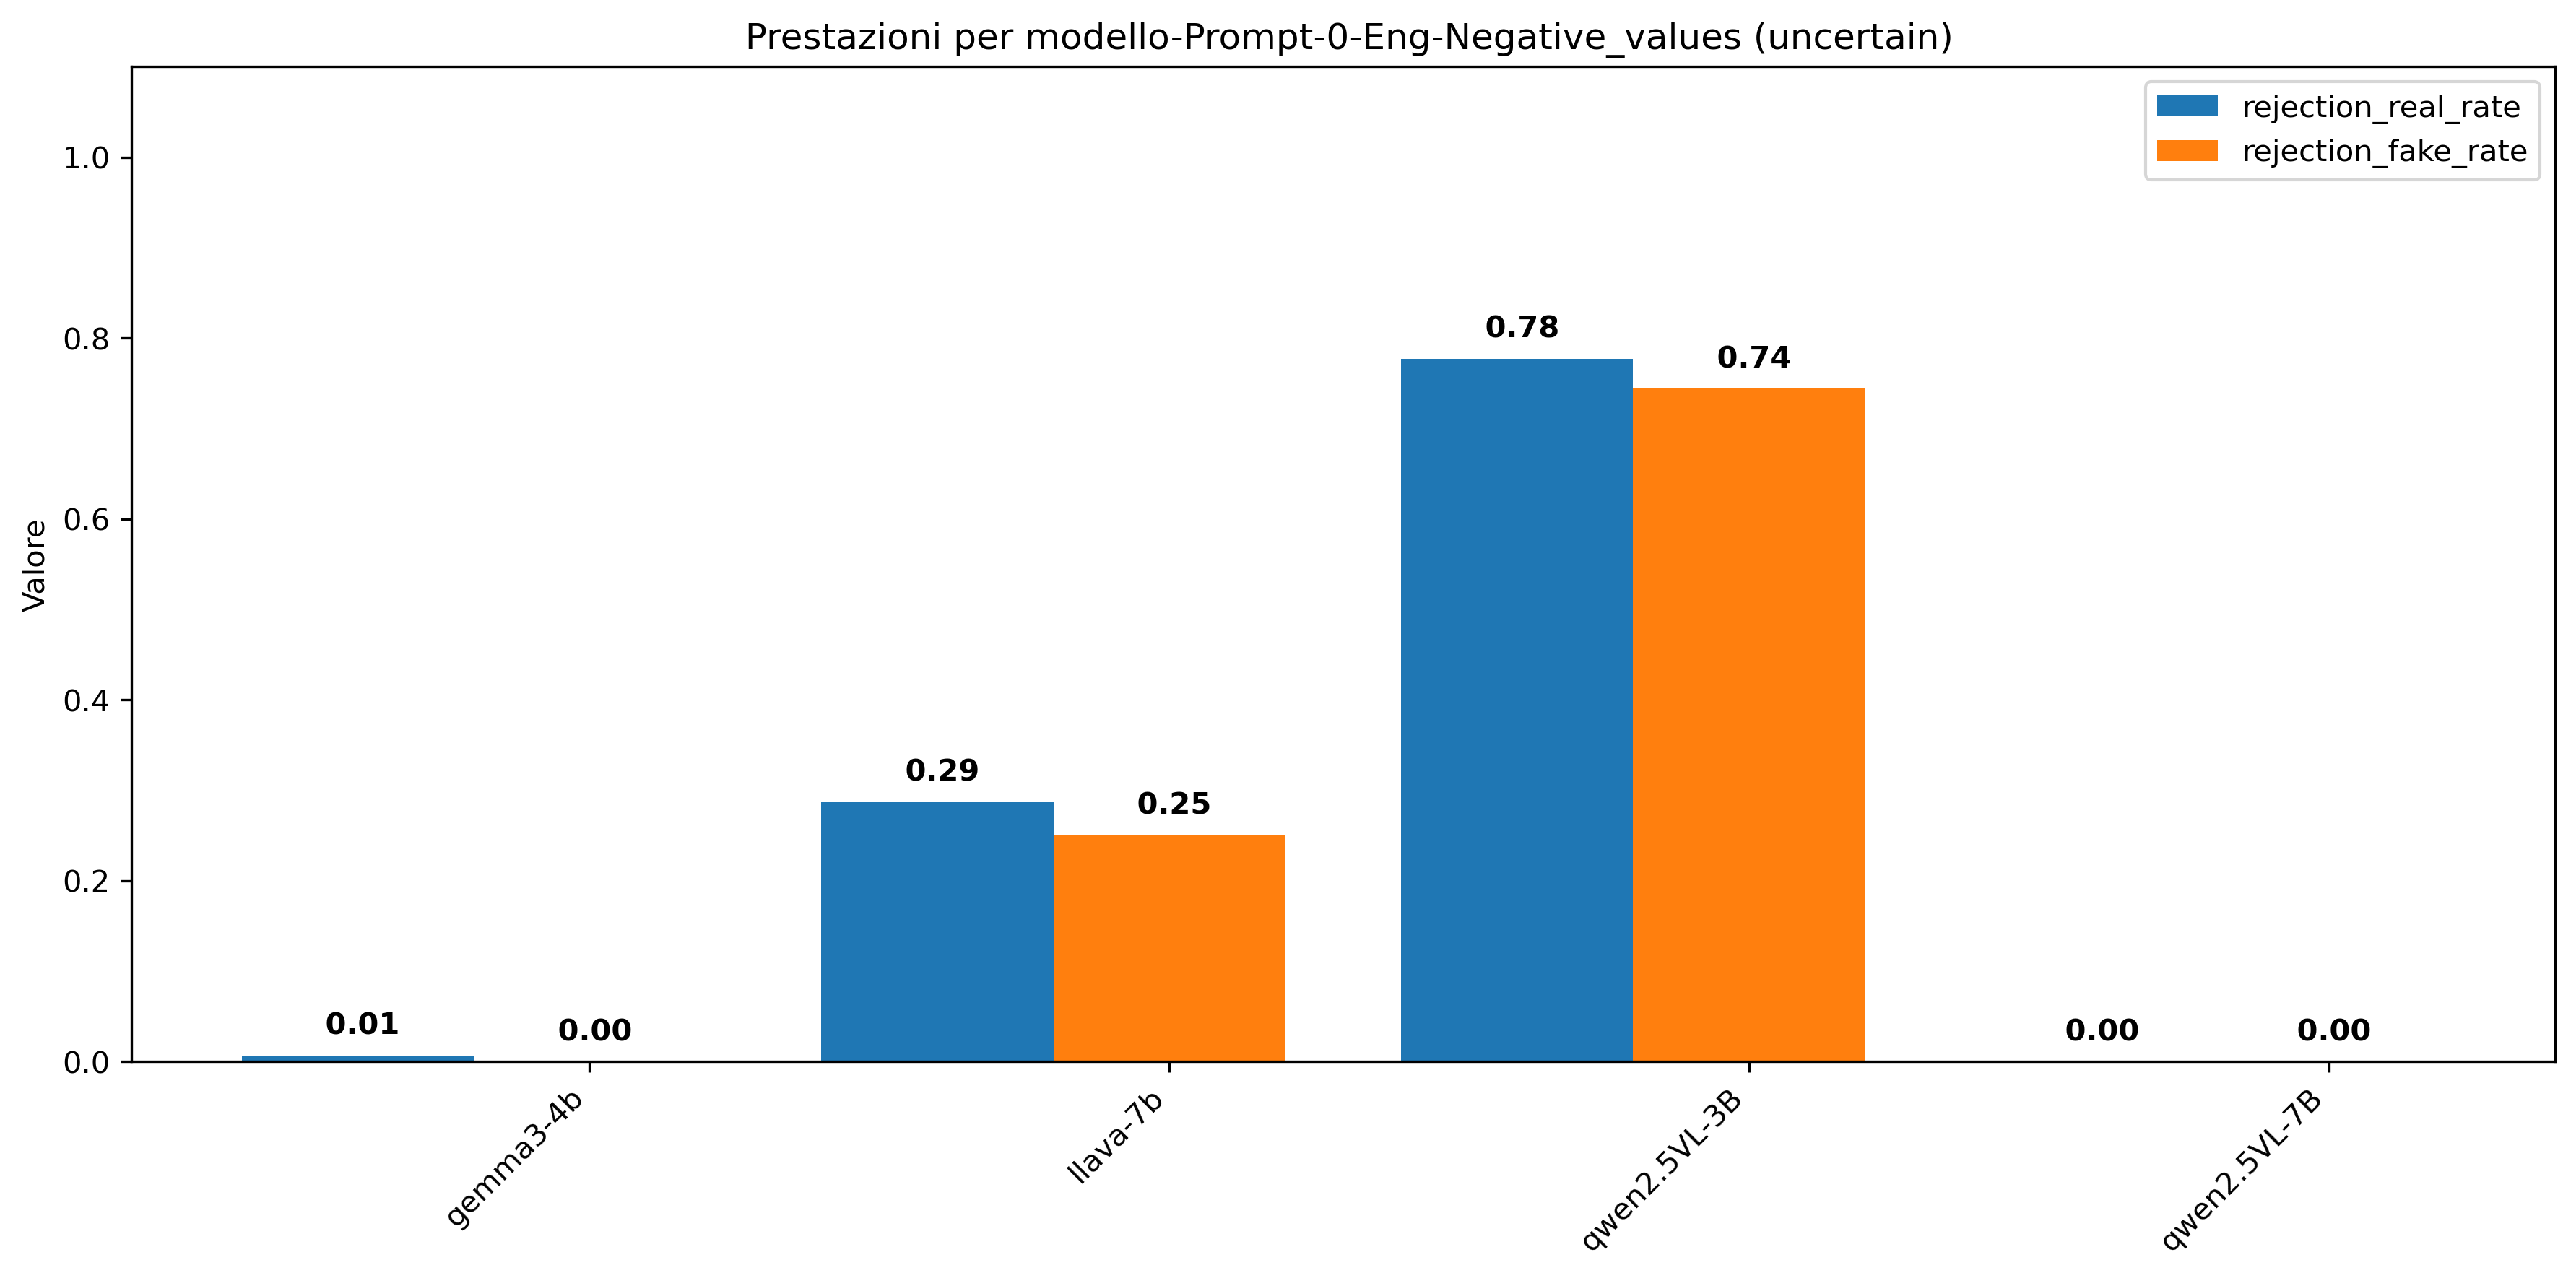 Prestazioni per modello-Prompt-0-Eng-Negative_values (uncertain)
rejection_real_rate
rejection_fake_rate
Valore
1.0
0.8
0.6
0.4
0.2
0.0
0.01
0.00
0.29
0.25
0.78
0.74
0.00
0.00
gemma3-4b
llava-7b
qwen2.5VL-3B
qwen2.5VL-7B